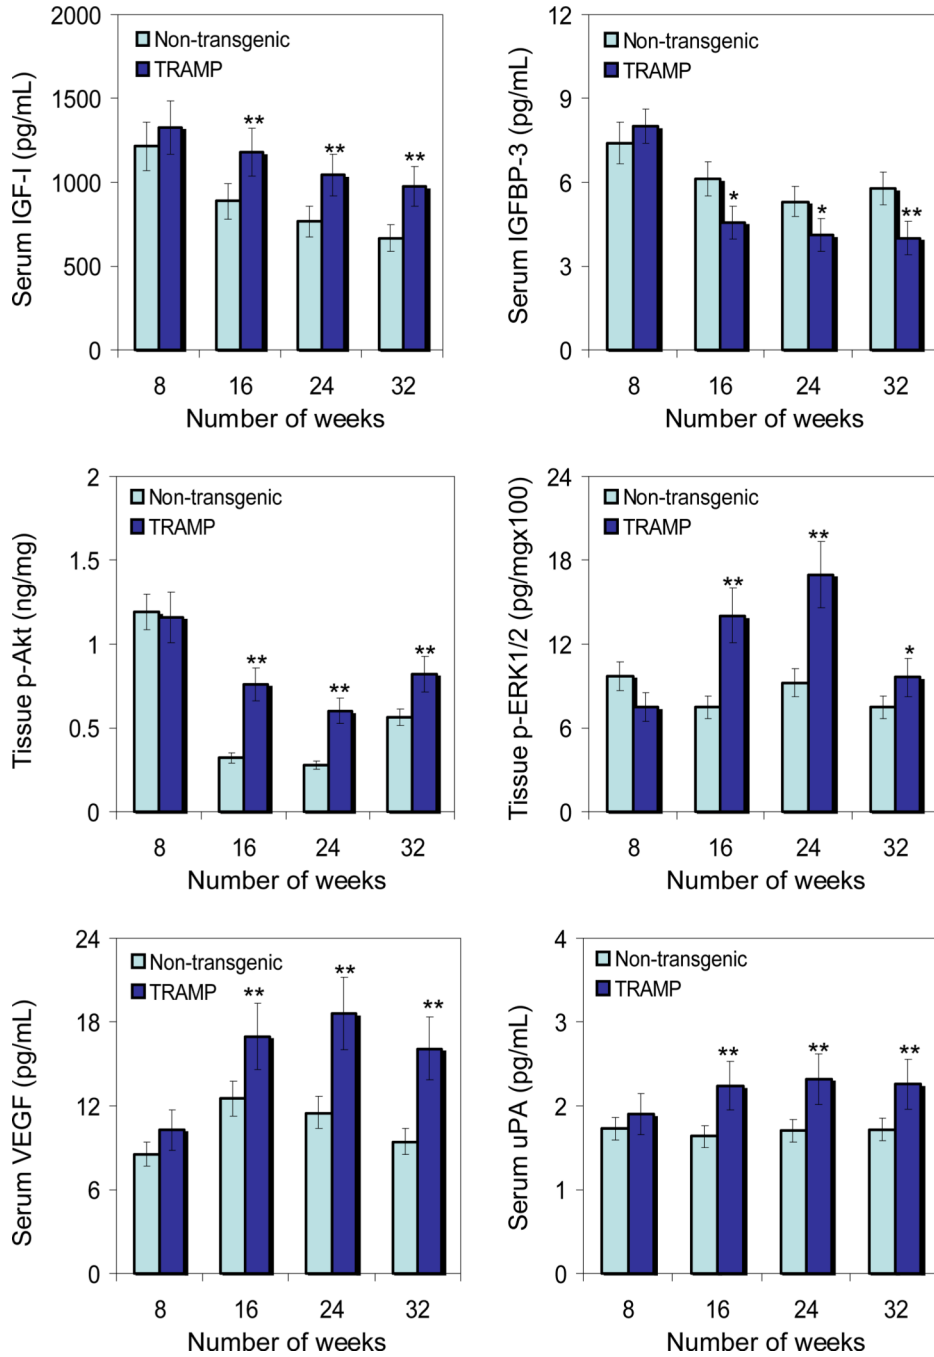 Serum IGF-I (pg/mL)
2000
1500
1000
500
0
Non-transgenic
TRAMP
**
**
**
8 16 24 32
Number of weeks
Serum IGFBP-3 (pg/mL)
12
9
6
3
0
Non-transgenic
TRAMP
*
*
**
8 16 24 32
Number of weeks
Tissue p-Akt (ng/mg)
2
1.5
1
0.5
0
Non-transgenic
TRAMP
**
**
**
8 16 24 32
Number of weeks
Tissue p-ERK1/2 (pg/mgx100)
24
18
12
6
0
Non-transgenic
TRAMP
**
**
*
8 16 24 32
Number of weeks
Serum VEGF (pg/mL)
24
18
12
6
0
Non-transgenic
TRAMP
**
**
**
8 16 24 32
Number of weeks
Serum uPA (pg/mL)
4
3
2
1
0
Non-transgenic
TRAMP
**
**
**
8 16 24 32
Number of weeks